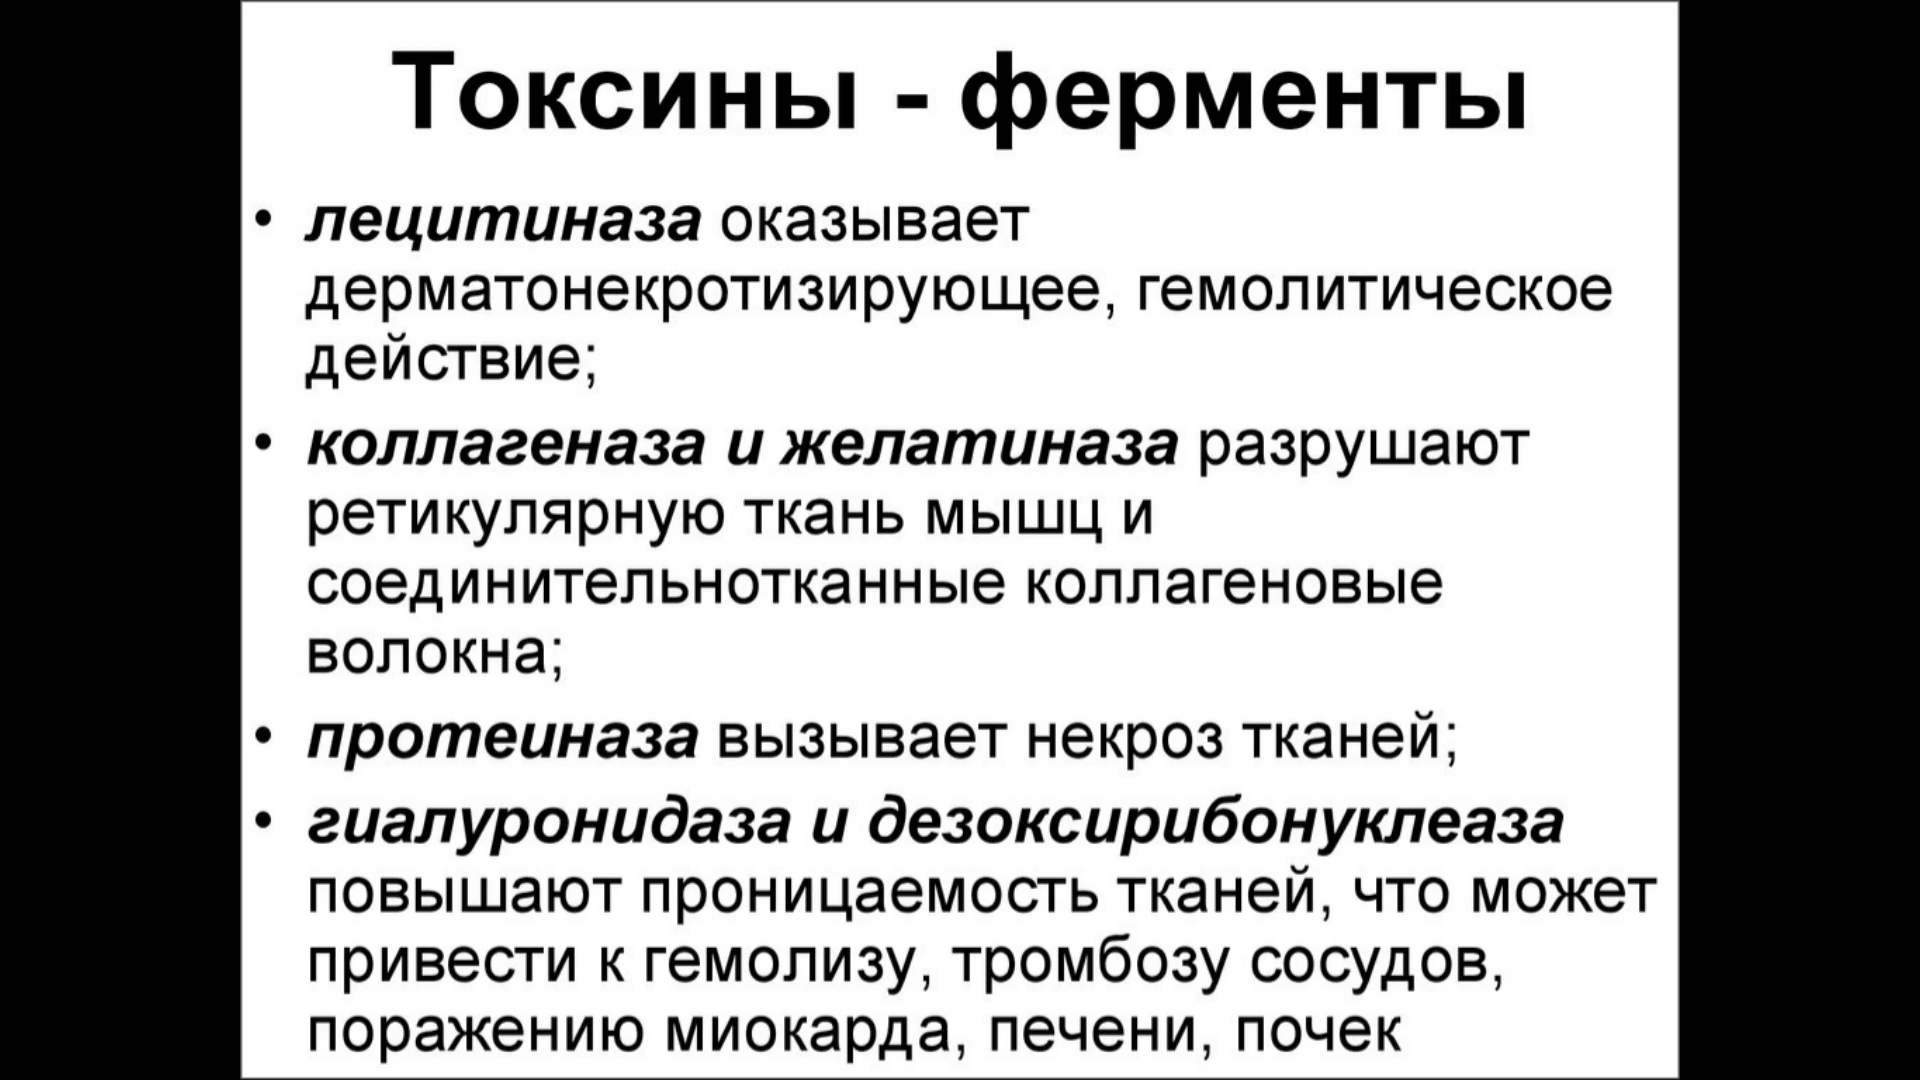 Токсины - ферменты
• лецитиназа оказывает
дерматонекротизирующее, гемолитическое
действие;
• коллагеназа и желатиназа разрушают
ретикулярную ткань мышц и
соединительнотканные коллагеновые
волокна;
• протеиназа вызывает некроз тканей;
• гиалуронидаза и дезоксирибонуклеаза
повышают проницаемость тканей, что может
привести к гемолизу, тромбозу сосудов,
поражению миокарда, печени, почек